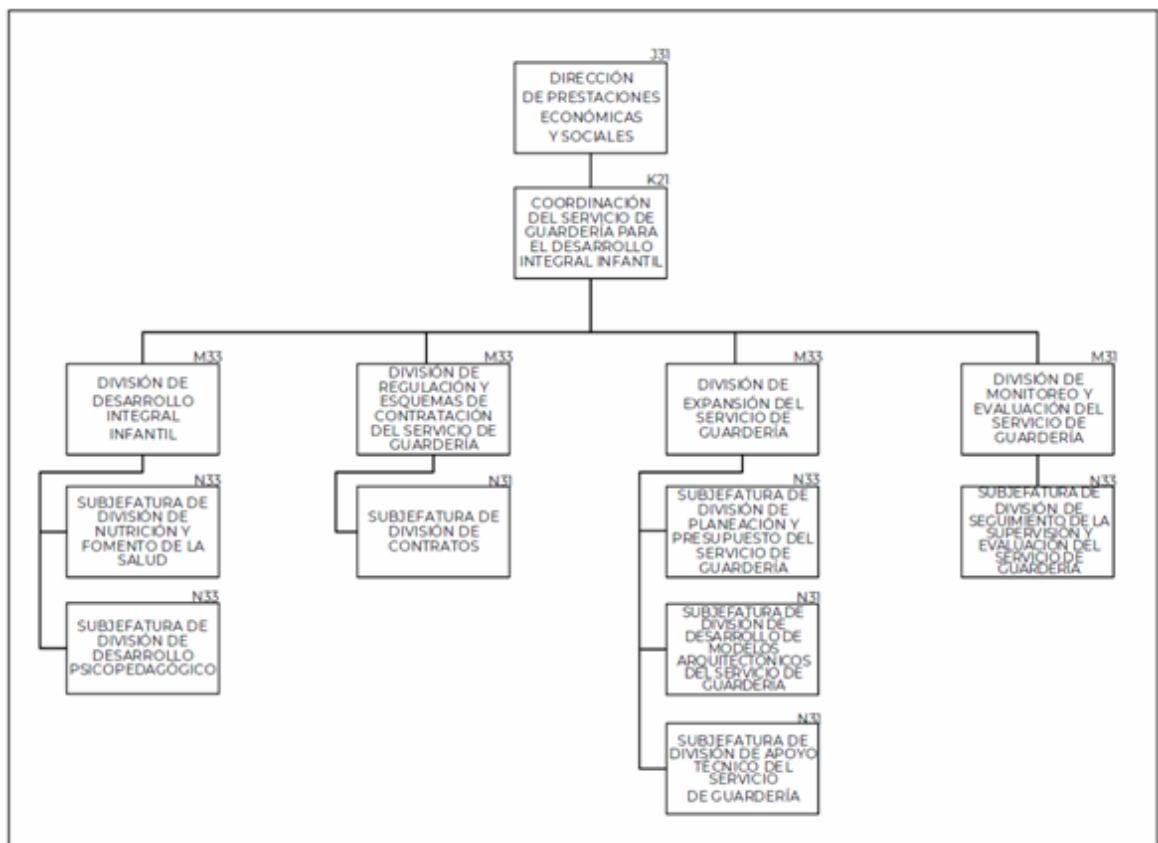 J31
DIRECCIÓN
DE PRESTACIONES
ECONÓMICAS
Y SOCIALES
K21
COORDINACIÓN
DEL SERVICIO DE
GUARDERÍA PARA
EL DESARROLLO
INTEGRAL INFANTIL
M33
DIVISIÓN DE
DESARROLLO
INTEGRAL
INFANTIL
M33
DIVISIÓN DE
REGULACIÓN Y
ESQUEMAS DE
CONTRATACIÓN
DEL SERVICIO DE
GUARDERÍA
M33
DIVISIÓN DE
EXPANSIÓN DEL
SERVICIO DE
GUARDERÍA
M31
DIVISIÓN DE
MONITOREO Y
EVALUACIÓN DEL
SERVICIO DE
GUARDERÍA
N33
SUBJEFATURA DE
DIVISIÓN DE
NUTRICIÓN Y
FOMENTO DE LA
SALUD
N31
SUBJEFATURA DE
DIVISIÓN DE
CONTRATOS
N33
SUBJEFATURA DE
DIVISIÓN DE
PLANEACIÓN Y
PRESUPUESTO DEL
SERVICIO DE
GUARDERÍA
N33
SUBJEFATURA DE
DIVISIÓN DE
SEGUIMIENTO DE LA
SUPERVISIÓN Y
EVALUACIÓN DEL
SERVICIO DE
GUARDERÍA
N33
SUBJEFATURA DE
DIVISIÓN DE
DESARROLLO
PSICOPEDAGÓGICO
N31
SUBJEFATURA DE
DIVISIÓN DE
DESARROLLO DE
MODELOS
ARQUITECTÓNICOS
DEL SERVICIO DE
GUARDERÍA
N31
SUBJEFATURA DE
DIVISIÓN DE APOYO
TÉCNICO DEL
SERVICIO
DE GUARDERÍA